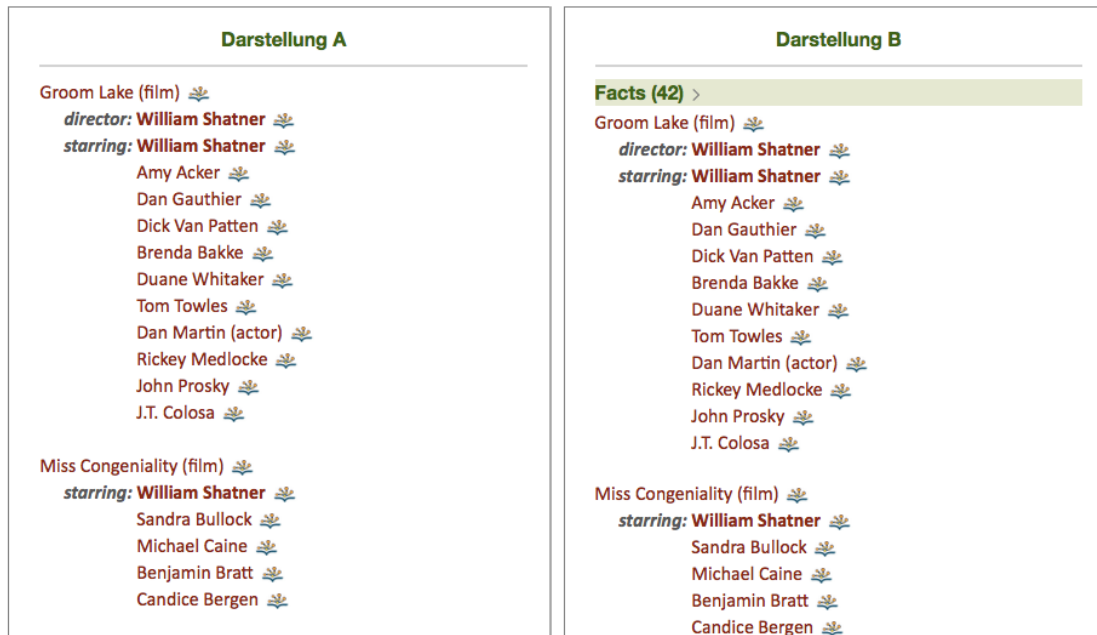 Darstellung A
Groom Lake (film)
director: William Shatner
starring: William Shatner
Amy Acker
Dan Gauthier
Dick Van Patten
Brenda Bakke
Duane Whitaker
Tom Towles
Dan Martin (actor)
Rickey Medlocke
John Prosky
J.T. Colosa
Miss Congeniality (film)
starring: William Shatner
Sandra Bullock
Michael Caine
Benjamin Bratt
Candice Bergen
Darstellung B
Facts (42) >
Groom Lake (film)
director: William Shatner
starring: William Shatner
Amy Acker
Dan Gauthier
Dick Van Patten
Brenda Bakke
Duane Whitaker
Tom Towles
Dan Martin (actor)
Rickey Medlocke
John Prosky
J.T. Colosa
Miss Congeniality (film)
starring: William Shatner
Sandra Bullock
Michael Caine
Benjamin Bratt
Candice Bergen